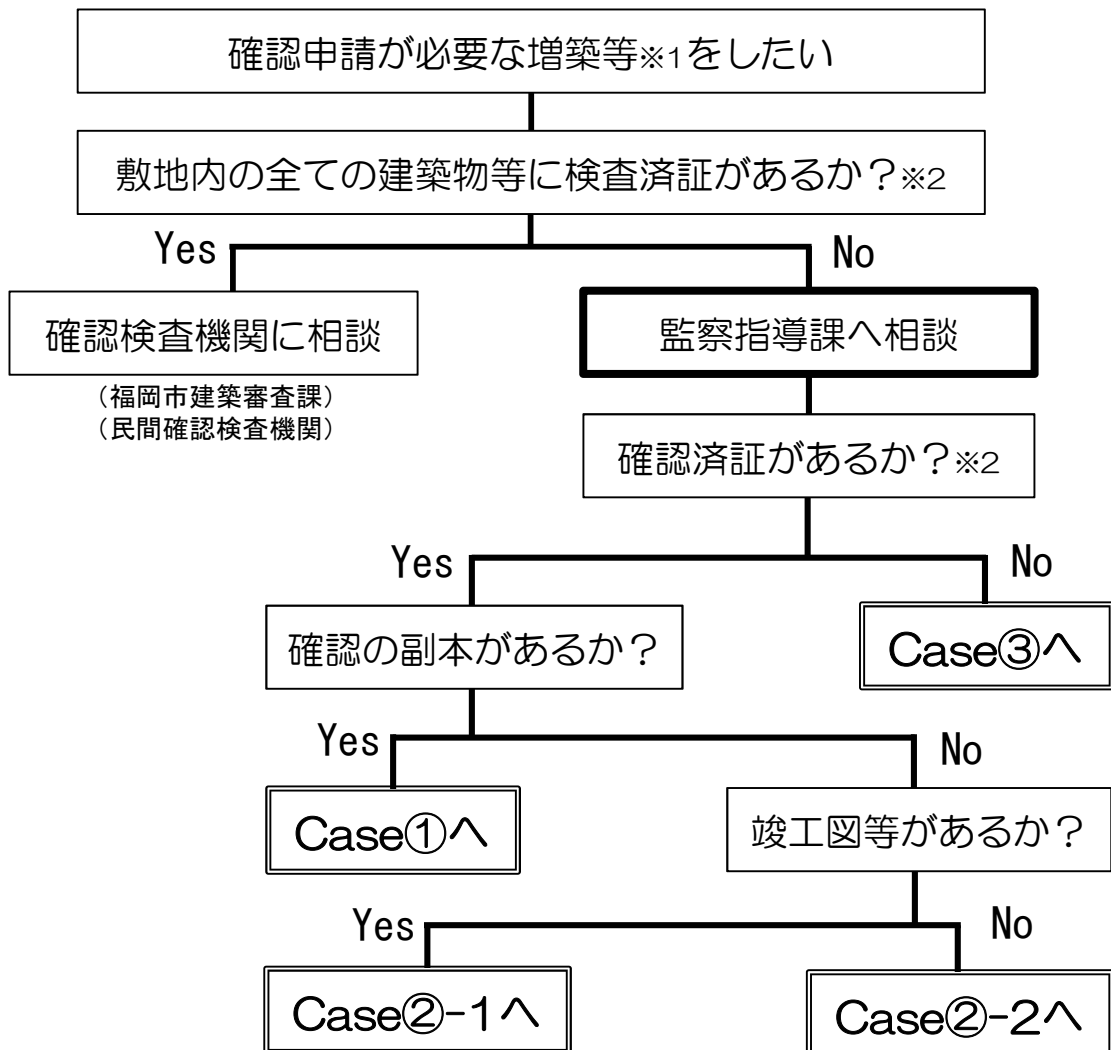 確認申請が必要な増築等※1をしたい
敷地内の全ての建築物等に検査済証があるか？※2
Yes
No
確認検査機関に相談
監察指導課へ相談
（福岡市建築審査課）
（民間確認検査機関）
確認済証があるか？※2
Yes
No
確認の副本があるか？
Case③へ
Yes
No
Case①へ
竣工図等があるか？
Yes
No
Case②-1へ
Case②-2へ